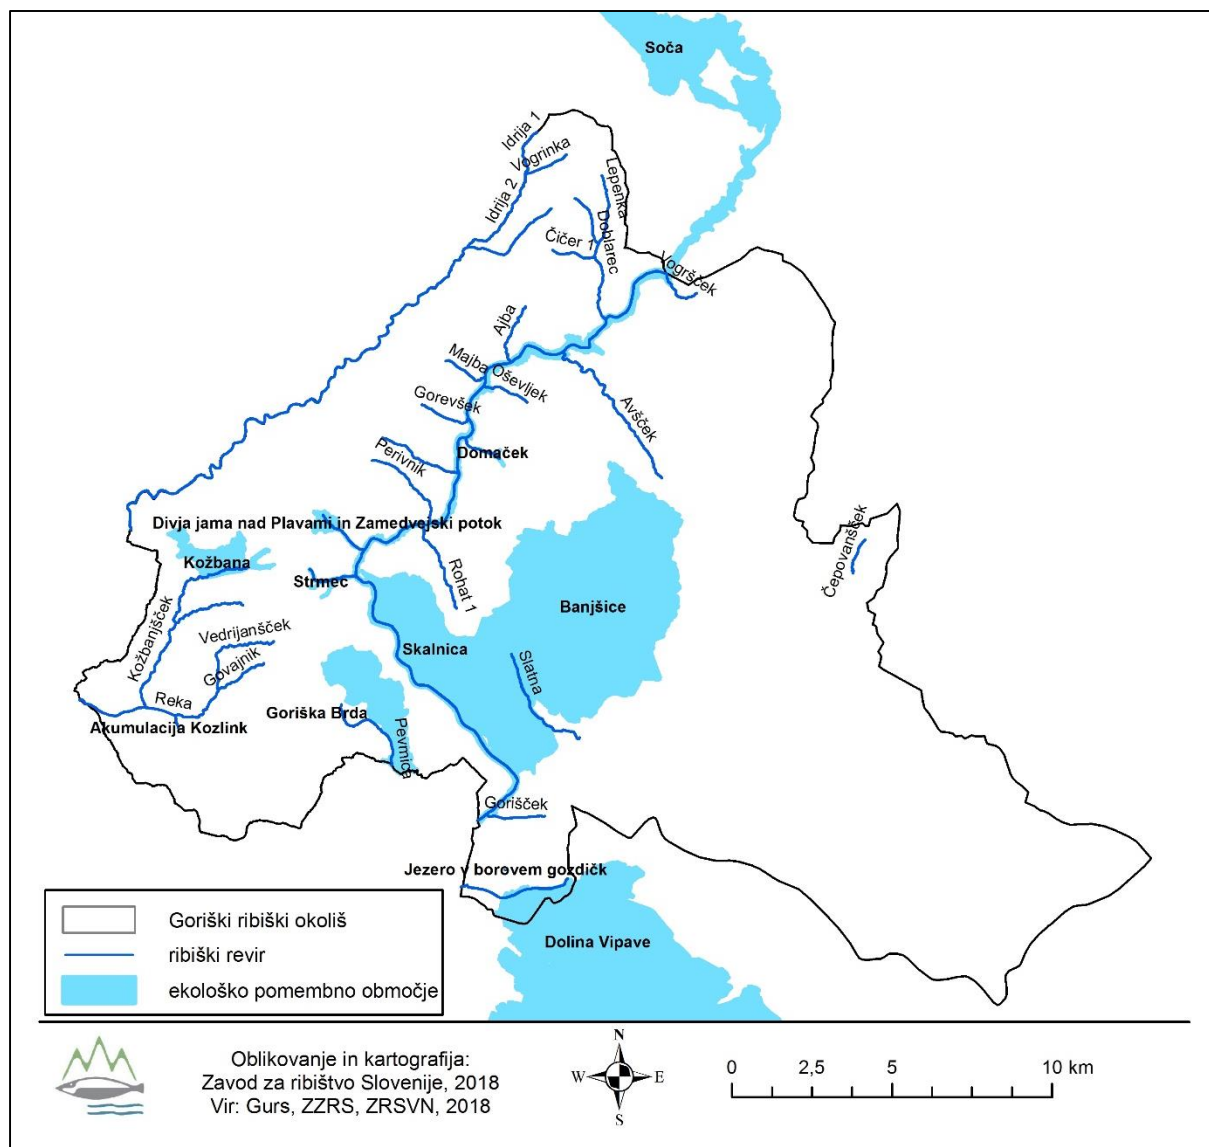 Soča
Idrija 1
Vogrinka
Lepenka
Idrija 2
Doblarec
Čičer 1
Vogršček
Ajba
Majba
Oševljek
Gorevšek
Avšček
Perivnik
Domaček
Divja jama nad Plavami in Zamedvejski potok
Čepovanšček
Kožbana
Strmec
Rohat 1
Banjšice
Kožbanjšček
Vedrijanšček
Skalnica
Govajnik
Slatna
Reka
Goriška Brda
Akumulacija Kozlink
Pevmica
Gorišček
Jezero v borovem gozdičk
Dolina Vipave
Goriški ribiški okoliš
ribiški revir
ekološko pomembno območje
Oblikovanje in kartografija:
Zavod za ribištvo Slovenije, 2018
Vir: Gurs, ZZRS, ZRSVN, 2018
N
W E
S
0 2,5 5 10 km